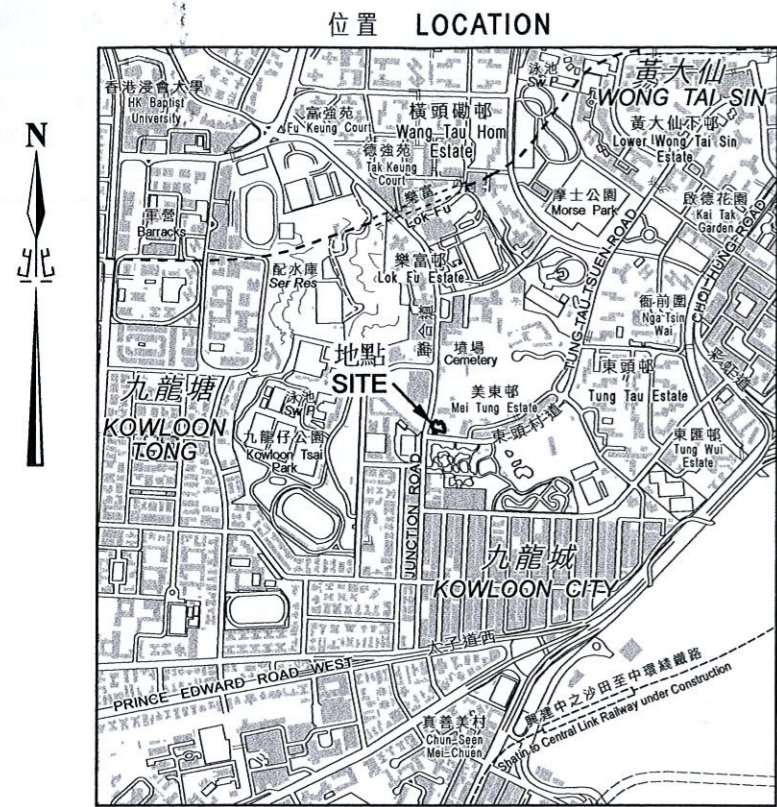 位置 LOCATION
N
北
香港浸會大學
HK Baptist
University
富強苑
Fu Keung Court
橫頭磡邨
Wang Tau Hom
Estate
德強苑
Tak Keung
Court
泳池
Sw P
黃大仙
WONG TAI SIN
黃大仙下邨
Lower Wong Tai Sin
Estate
軍營
Barracks
樂富
Lok Fu
摩士公園
Morse Park
啟德花園
Kai Tak
Garden
配水庫
Ser Res
樂富邨
Lok Fu Estate
聯合道
TUNG TAU TSUEN ROAD
CHOI HUNG ROAD
彩虹道
衙前圍
Nga Tsin
Wai
地點
SITE
墳場
Cemetery
美東邨
Mei Tung Estate
東頭村道
東頭邨
Tung Tau Estate
東匯邨
Tung Wui
Estate
九龍塘
KOWLOON
TONG
泳池
Sw P
九龍仔公園
Kowloon Tsai
Park
JUNCTION ROAD
九龍城
KOWLOON CITY
太子道西
PRINCE EDWARD ROAD WEST
真善美村
Chun Seen
Mei Chuen
興建中之沙田至中環綫鐵路
Shatin to Central Link Railway under Construction